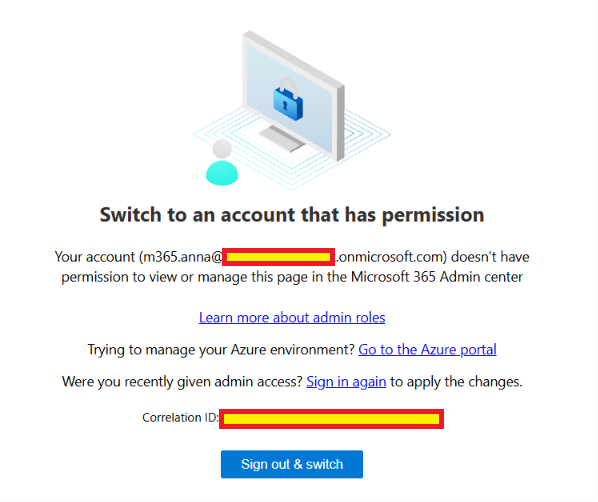 Switch to an account that has permission
Your account (m365.anna@ .onmicrosoft.com) doesn't have
permission to view or manage this page in the Microsoft 365 Admin center
Learn more about admin roles
Trying to manage your Azure environment? Go to the Azure portal
Were you recently given admin access? Sign in again to apply the changes.
Correlation ID:
Sign out & switch